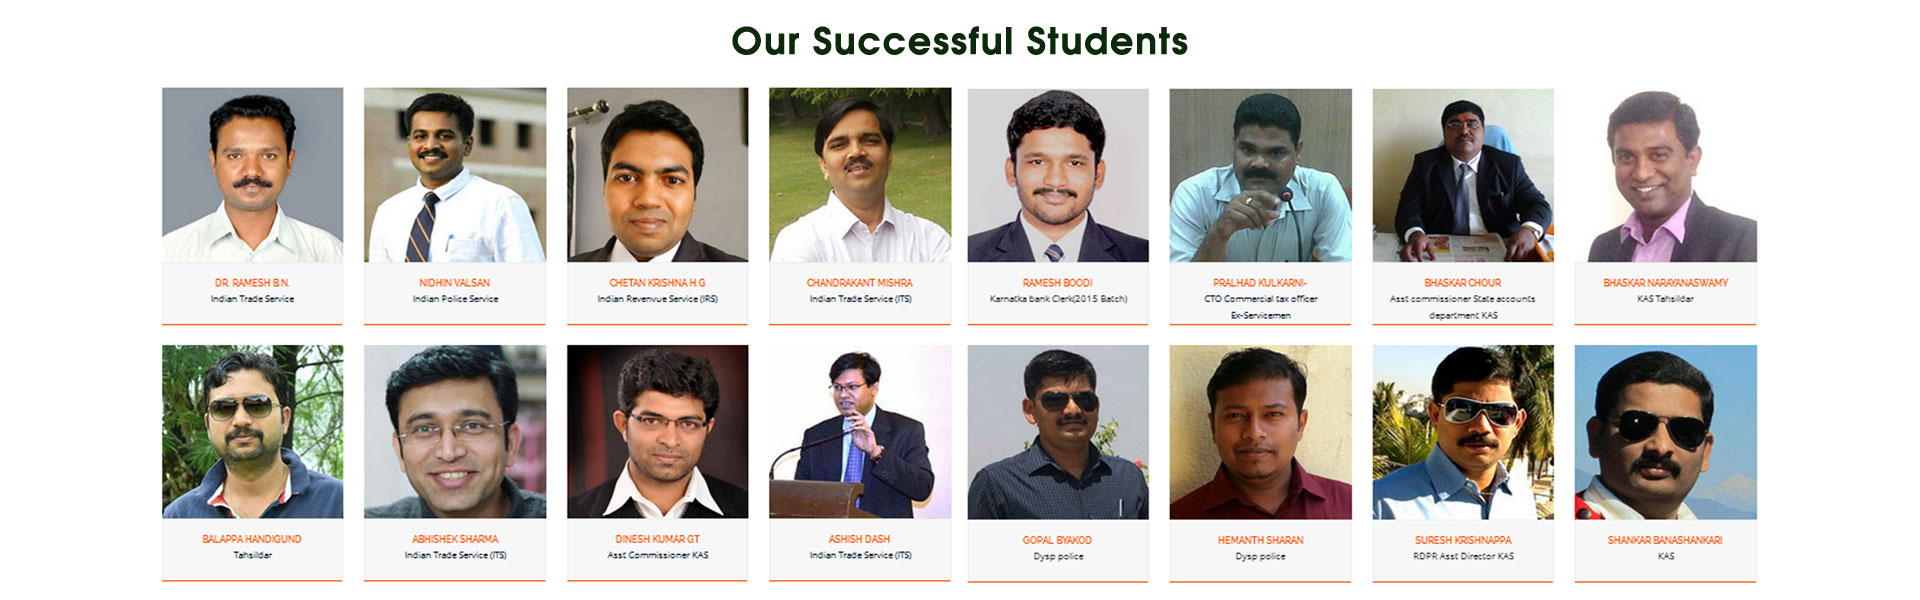 Our Successful Students
DR. RAMESH B.N.
Indian Trade Service
NIDHIN VALSAN
Indian Police Service
CHETAN KRISHNA H.G
Indian Revenvue Service (IRS)
CHANDRAKANT MISHRA
Indian Trade Service (ITS)
RAMESH BOODI
Karnatka bank Clerk(2015 Batch)
PRALHAD KULKARNI-
CTO Commercial tax officer
Ex-Servicemen
BHASKAR CHOUR
Asst commissioner State accounts
department KAS
BHASKAR NARAYANASWAMY
KAS Tahsildar
BALAPPA HANDIGUND
Tahsildar
ABHISHEK SHARMA
Indian Trade Service (ITS)
DINESH KUMAR GT
Asst Commissioner KAS
ASHISH DASH
Indian Trade Service (ITS)
GOPAL BYAKOD
Dysp police
HEMANTH SHARAN
Dysp police
SURESH KRISHNAPPA
RDPR Asst Director KAS
SHANKAR BANASHANKARI
KAS